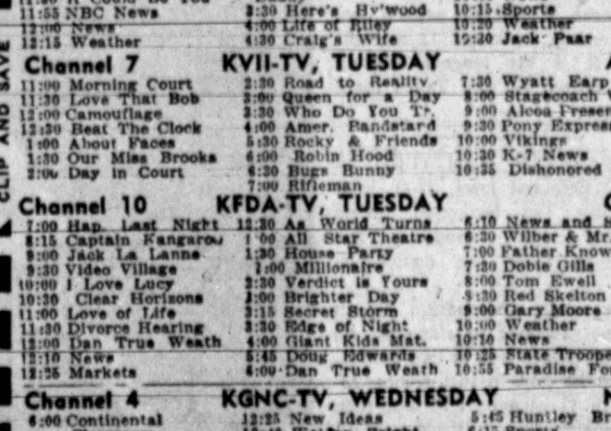 11:55 NBC News
12:00 News
12:15 Weather
3:30 Here's Hy'wood
4:00 Life of Riley
4:30 Craig's Wife
10:15 Sports
10:20 Weather
10:30 Jack Paar
CLIP AND SAVE
Channel 7 KVII-TV, TUESDAY
11:00 Morning Court
11:30 Love That Bob
12:00 Camouflage
12:30 Beat The Clock
1:00 About Faces
1:30 Our Miss Brooks
2:00 Day in Court
2:30 Road to Reality
3:00 Queen for a Day
3:30 Who Do You Tr.
4:00 Amer. Bandstard
5:30 Rocky & Friends
6:00 Robin Hood
6:30 Bugs Bunny
7:00 Rifleman
7:30 Wyatt Earp
8:00 Stagecoach
9:00 Alcoa Presen
9:30 Pony Expres
10:00 Vikings
10:30 K-7 News
10:35 Dishonored
Channel 10 KFDA-TV, TUESDAY
7:00 Hap. Last Night
8:15 Captain Kangaroo
9:00 Jack La Lanne
9:30 Video Village
10:00 I Love Lucy
10:30 Clear Horizons
11:00 Love of Life
11:30 Divorce Hearing
12:00 Dan True Weath
12:10 News
12:25 Markets
12:30 As World Turns
1:00 All Star Theatre
1:30 House Party
2:00 Millionajre
2:30 Verdict is Yours
3:00 Brighter Day
3:15 Secret Storm
3:30 Edge of Night
4:00 Giant Kids Mat.
5:45 Doug Edwards
6:00 Dan True Weath
6:10 News and S
6:30 Wilber & Mr.
7:00 Father Know
7:30 Dobie Gills
8:00 Tom Ewell
8:30 Red Skelton
9:00 Gary Moore
10:00 Weather
10:10 News
10:25 State Troope
10:55 Paradise Fo
Channel 4 KGNC-TV, WEDNESDAY
6:00 Continental
12:25 New Ideas
5:45 Huntley Br